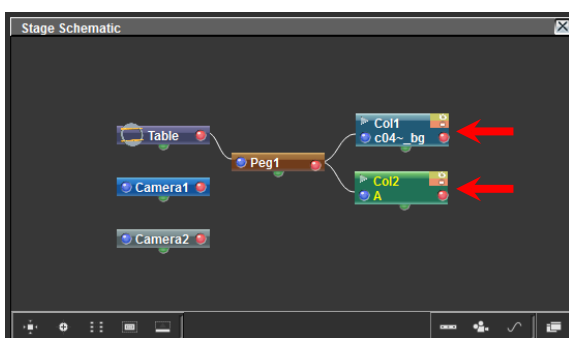 Stage Schematic
Col1
c04~_bg
Table
Peg1
Col2
A
Camera1
Camera2